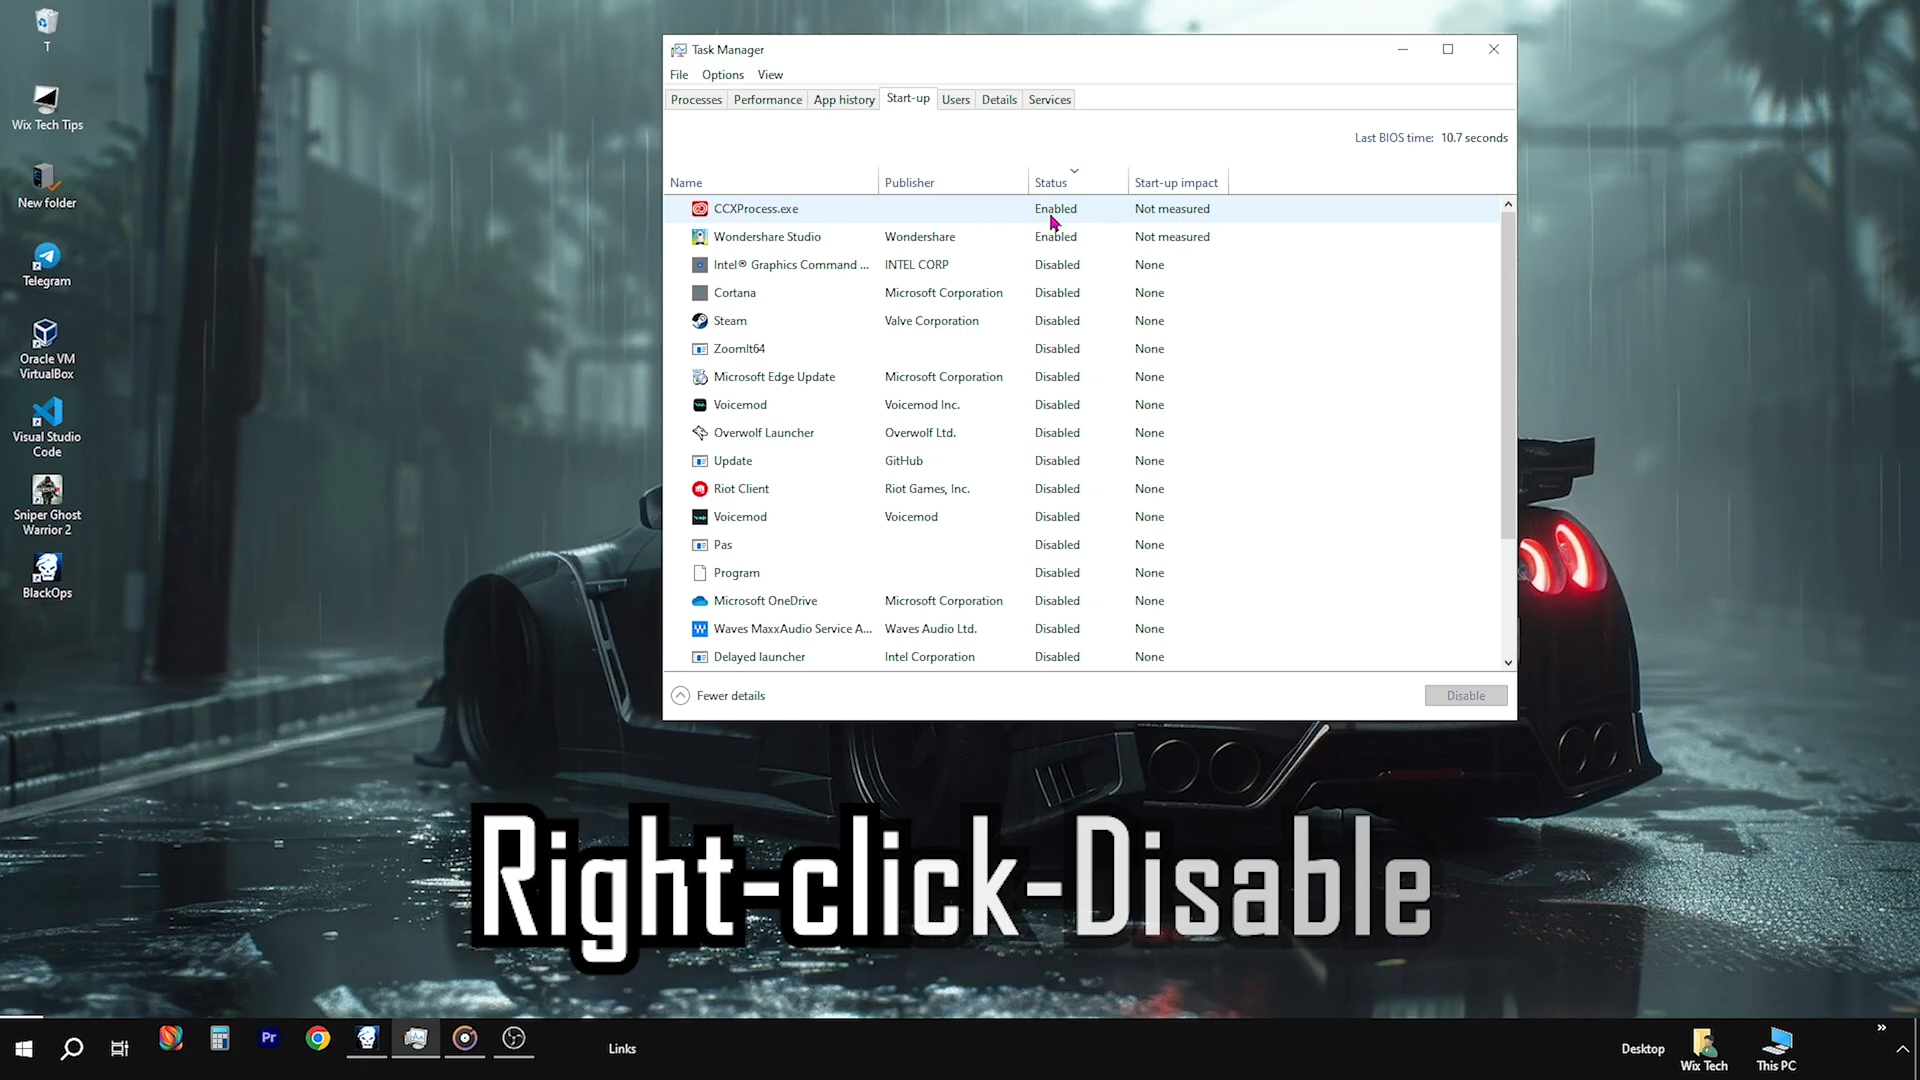 T
Wix Tech Tips
New folder
Telegram
Oracle VM
VirtualBox
Visual Studio
Code
Sniper Ghost
Warrior 2
BlackOps
Task Manager
File Options View
Processes Performance App history Start-up Users Details Services
Last BIOS time: 10.7 seconds
Name Publisher Status Start-up impact
CCXProcess.exe Enabled Not measured
Wondershare Studio Wondershare Enabled Not measured
Intel® Graphics Command ... INTEL CORP Disabled None
Cortana Microsoft Corporation Disabled None
Steam Valve Corporation Disabled None
ZoomIt64 Disabled None
Microsoft Edge Update Microsoft Corporation Disabled None
Voicemod Voicemod Inc. Disabled None
Overwolf Launcher Overwolf Ltd. Disabled None
Update GitHub Disabled None
Riot Client Riot Games, Inc. Disabled None
Voicemod Voicemod Disabled None
Pas Disabled None
Program Disabled None
Microsoft OneDrive Microsoft Corporation Disabled None
Waves MaxxAudio Service A... Waves Audio Ltd. Disabled None
Delayed launcher Intel Corporation Disabled None
Fewer details Disable
Right-click-Disable
Pr
Links
Desktop
Wix Tech
This PC